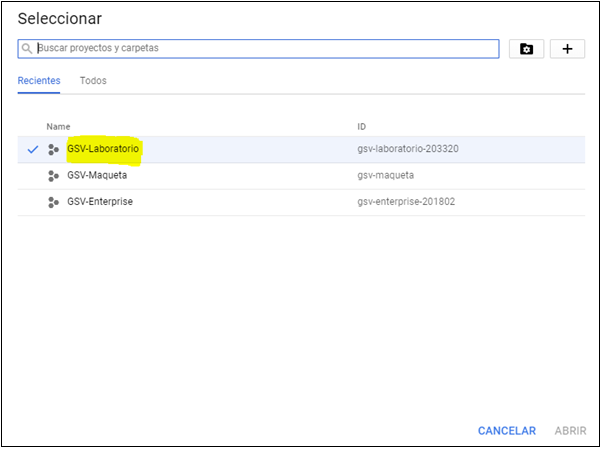 Seleccionar
Buscar proyectos y carpetas
Recientes Todos
Name ID
GSV-Laboratorio gsv-laboratorio-203320
GSV-Maqueta gsv-maqueta
GSV-Enterprise gsv-enterprise-201802
CANCELAR ABRIR